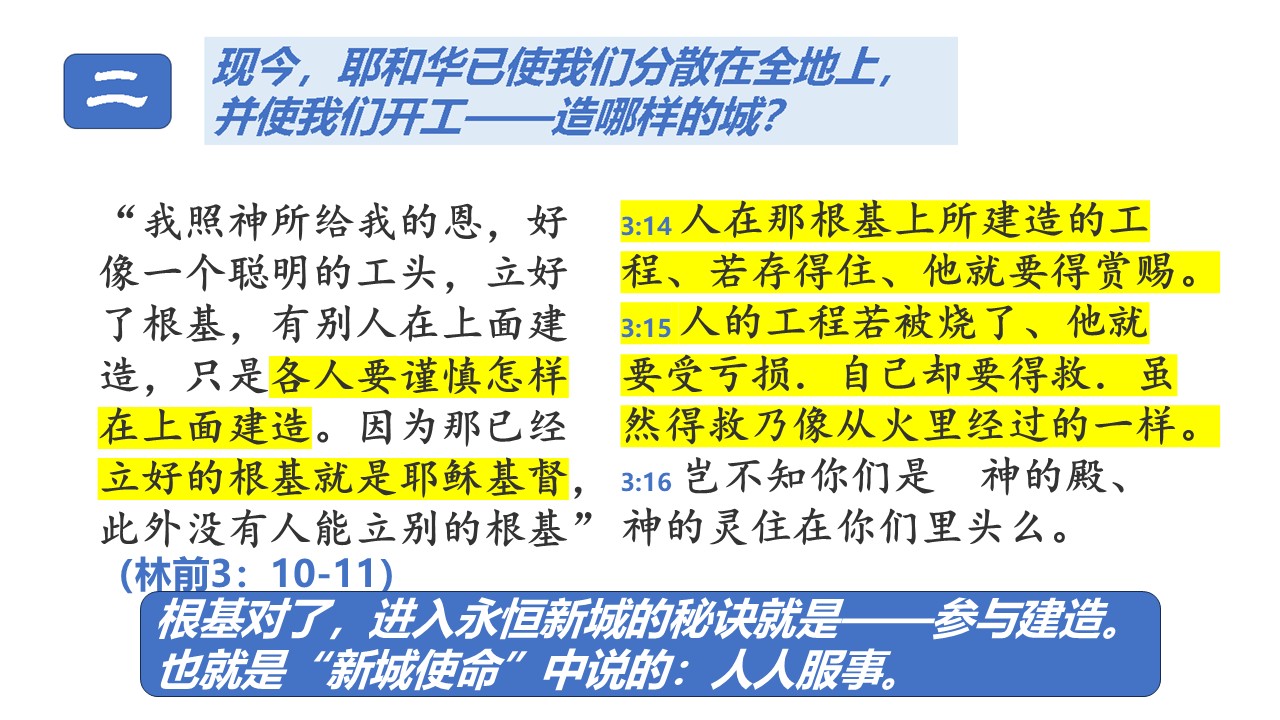 二
现今，耶和华已使我们分散在全地上，
并使我们开工——造哪样的城？
“我照神所给我的恩，好
像一个聪明的工头，立好
了根基，有别人在上面建
造，只是各人要谨慎怎样
在上面建造。因为那已经
立好的根基就是耶稣基督，
此外没有人能立别的根基”
（林前3：10-11）
3:14 人在那根基上所建造的工
程、若存得住、他就要得赏赐。
3:15 人的工程若被烧了、他就
要受亏损．自己却要得救．虽
然得救乃像从火里经过的一样。
3:16 岂不知你们是　神的殿、
神的灵住在你们里头么。
根基对了，进入永恒新城的秘诀就是——参与建造。
也就是“新城使命”中说的：人人服事。